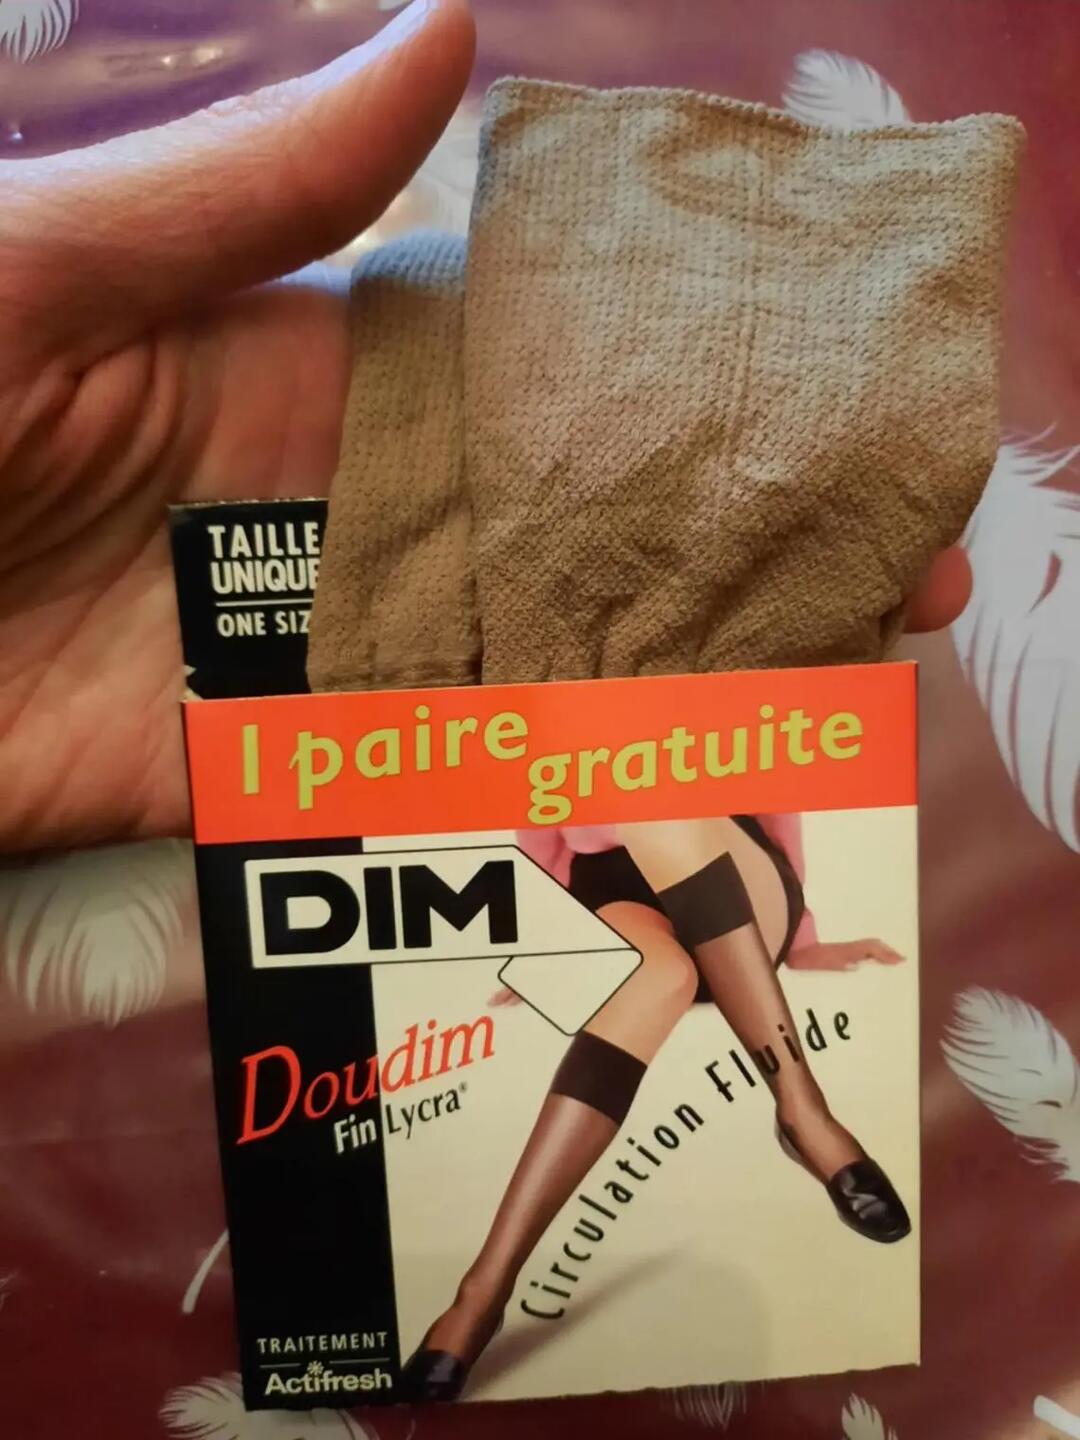 TAILLE
UNIQUE
ONE SIZ
1 paire gratuite
DIM
Doudim
Fin Lycra®
Circulation Fluide
TRAITEMENT
Actifresh